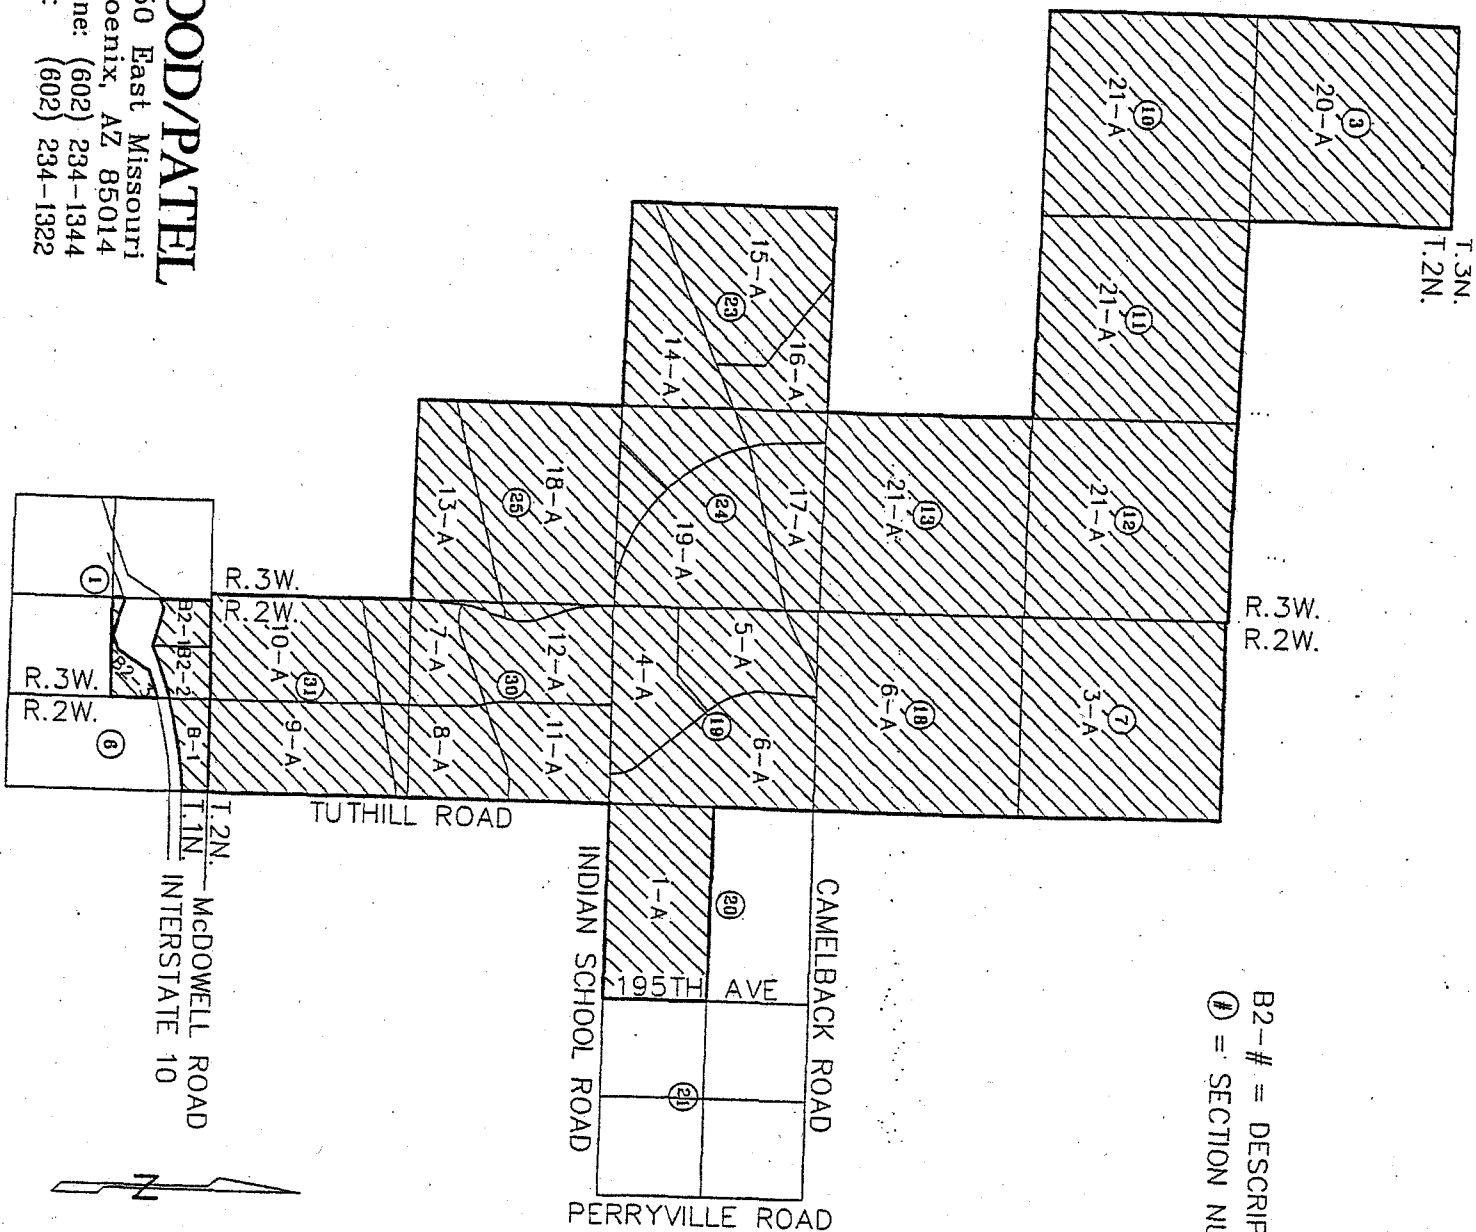 T.3N.
T.2N.
3
20-A
10
21-A
11
21-A
12
21-A
13
21-A
R.3W.
R.2W.
7
3-A
18
6-A
15-A
23
16-A
14-A
17-A
24
19-A
18-A
25
13-A
5-A
4-A
19
6-A
12-A
30
11-A
7-A
8-A
10-A
31
9-A
R.3W.
R.2W.
B2-1
B2-2
B-1
1
R.3W.
R.2W.
6
T.2N.
T.1N.
McDOWELL ROAD
INTERSTATE 10
TUTHILL ROAD
1-A
20
195TH AVE
21
INDIAN SCHOOL ROAD
CAMELBACK ROAD
PERRYVILLE ROAD
N
B2-# = DESCRIP
# = SECTION NU
OOD/PATEL
50 East Missouri
oenix, AZ 85014
ne: (602) 234-1344
: (602) 234-1322